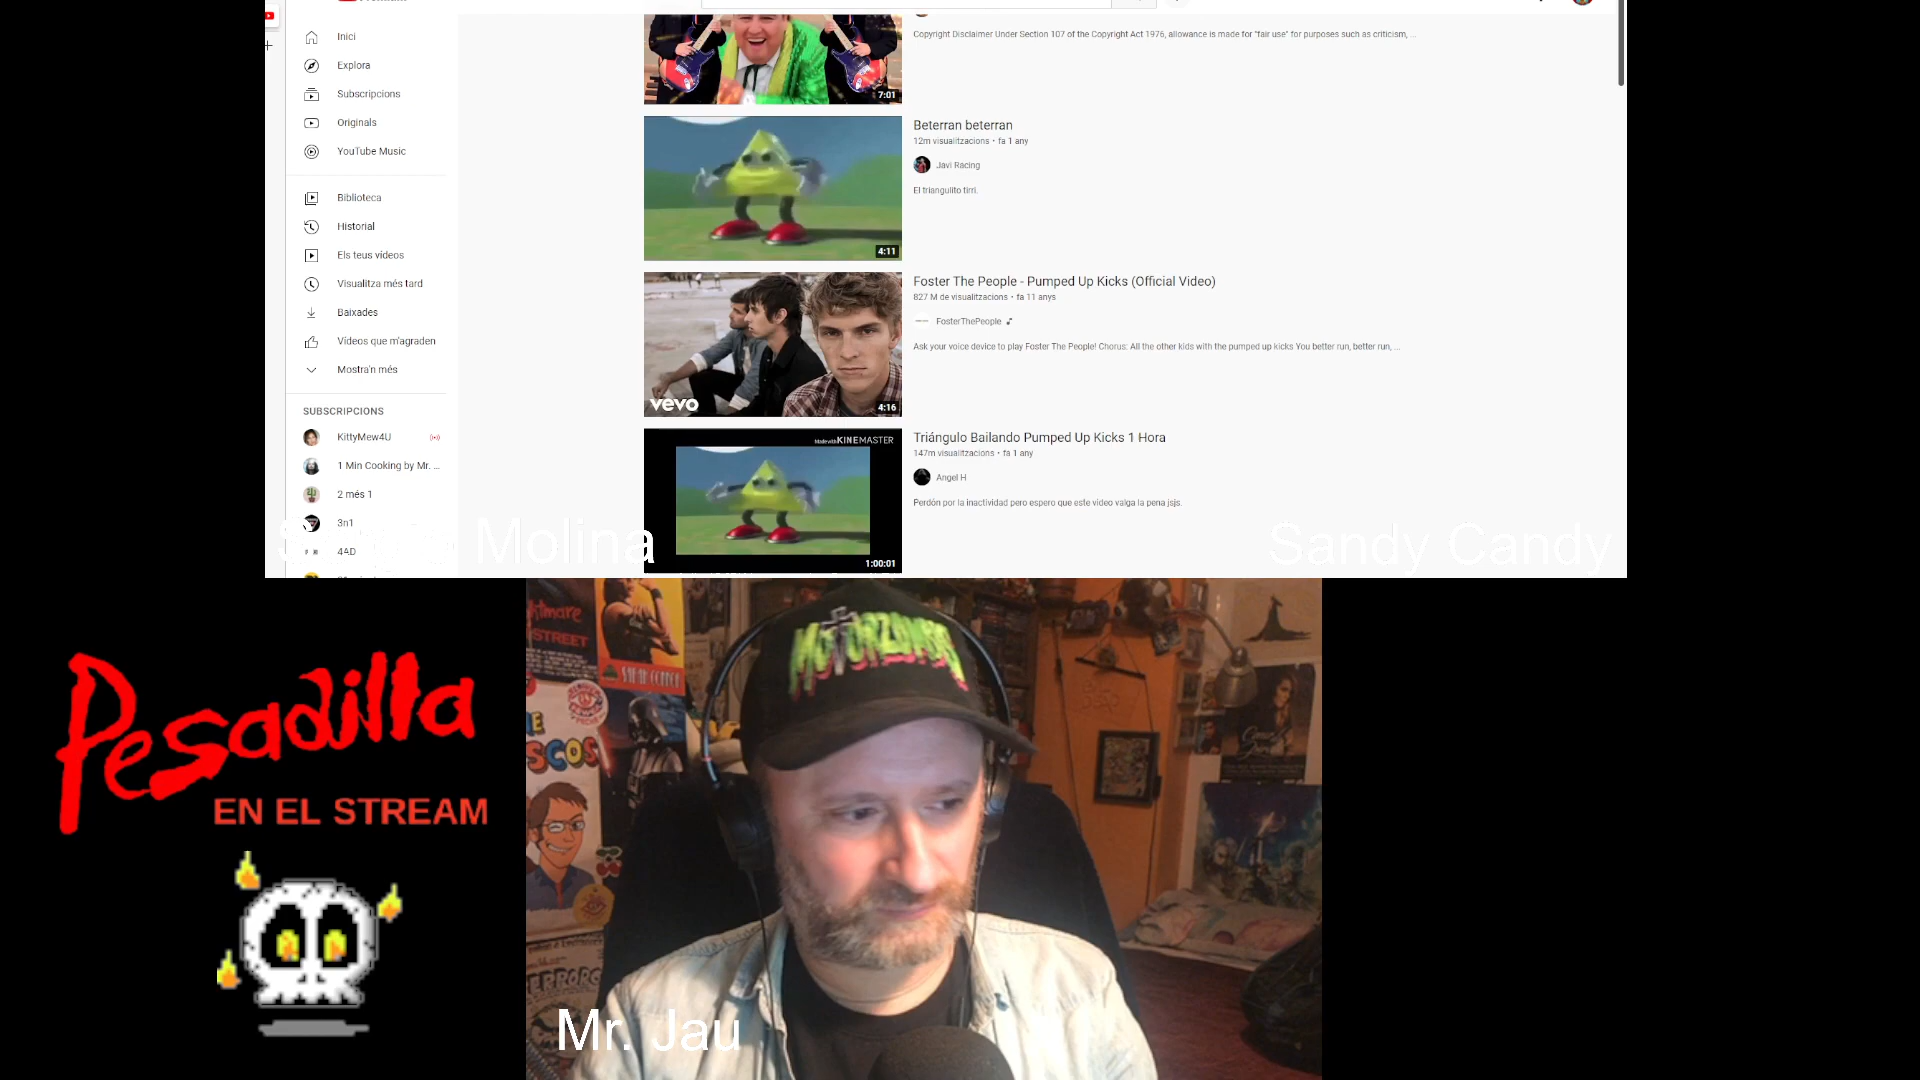 Inici
Explora
Subscripcions
Originals
YouTube Music
Biblioteca
Historial
Els teus vídeos
Visualitza més tard
Baixades
Vídeos que m'agraden
Mostra'n més
SUBSCRIPCIONS
KittyMew4U
1 Min Cooking by Mr. ...
2 més 1
3n1
4AD
Copyright Disclaimer Under Section 107 of the Copyright Act 1976, allowance is made for "fair use" for purposes such as criticism, ...
7:01
Beterran beterran
12m visualitzacions • fa 1 any
Javi Racing
El triangulito tirri.
4:11
Foster The People - Pumped Up Kicks (Official Video)
827 M de visualitzacions • fa 11 anys
FosterThePeople
Ask your voice device to play Foster The People! Chorus: All the other kids with the pumped up kicks You better run, better run, ...
vevo
4:16
Made with KINEMASTER
Triángulo Bailando Pumped Up Kicks 1 Hora
147m visualitzacions • fa 1 any
Angel H
Perdón por la inactividad pero espero que este video valga la pena jsjs.
1:00:01
Molina
Sandy Candy
Pesadilla
EN EL STREAM
STREET
SARAH CONNOR
Mr. Jau